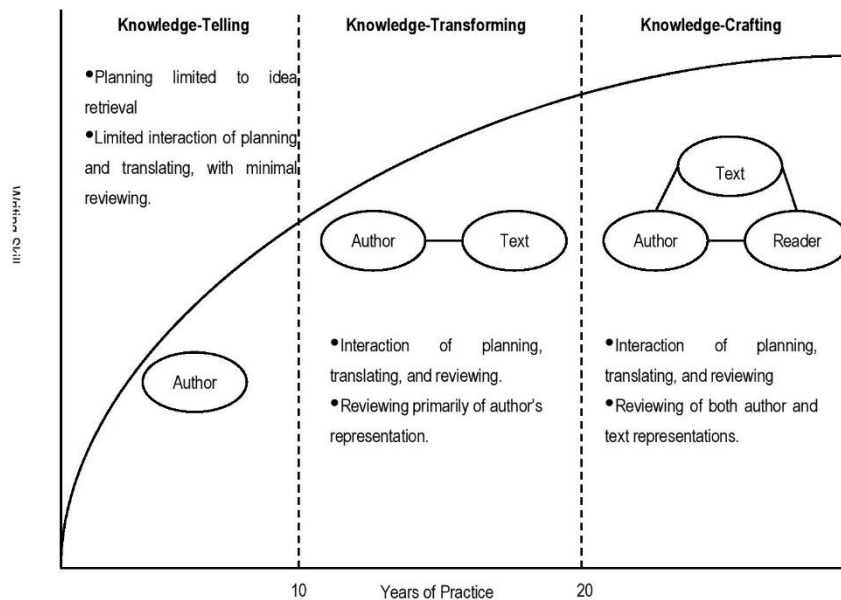 Knowledge-Telling
Knowledge-Transforming
Knowledge-Crafting
•Planning limited to idea
retrieval
•Limited interaction of planning
and translating, with minimal
reviewing.
Author
Author
Text
•Interaction of planning,
translating, and reviewing.
•Reviewing primarily of author's
representation.
Text
Author
Reader
•Interaction of planning,
translating, and reviewing
•Reviewing of both author and
text representations.
Writing Skill
10
Years of Practice
20